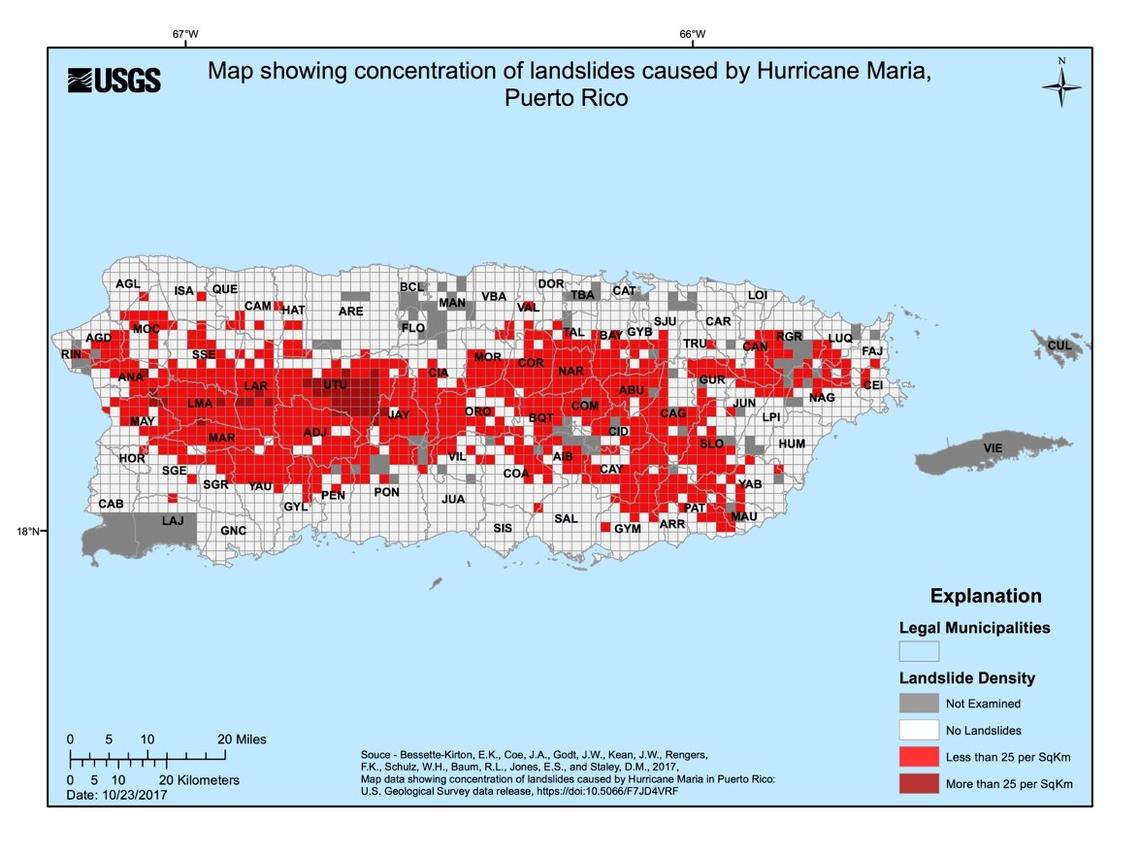 67°W
66°W
USGS
Map showing concentration of landslides caused by Hurricane Maria,
Puerto Rico
N
AGL
ISA
QUE
CAM
HAT
ARE
BCL
MAN
VBA
VAL
DOR
TBA
CAT
LOI
MOC
AGD
RIN
SSE
FLO
TAL
BAY
GYB
SJU
CAR
TRU
CAN
RGR
LUQ
FAJ
CUL
ANA
LAR
UTU
CIA
MOR
COR
NAR
ABU
GUR
CEI
NAG
MAY
LMA
MAR
ADJ
JAY
ORO
BQT
COM
CID
CAG
JUN
LPI
SLO
HUM
VIE
HOR
SGE
SGR
YAU
VIL
AIB
COA
CAY
YAB
CAB
LAJ
GNC
GYL
PEN
PON
JUA
SIS
SAL
GYM
ARR
PAT
MAU
18°N
Explanation
Legal Municipalities
Landslide Density
Not Examined
No Landslides
Less than 25 per SqKm
More than 25 per SqKm
0 5 10 20 Miles
0 5 10 20 Kilometers
Date: 10/23/2017
Souce - Bessette-Kirton, E.K., Coe, J.A., Godt, J.W., Kean, J.W., Rengers,
F.K., Schulz, W.H., Baum, R.L., Jones, E.S., and Staley, D.M., 2017,
Map data showing concentration of landslides caused by Hurricane Maria in Puerto Rico:
U.S. Geological Survey data release, https://doi:10.5066/F7JD4VRF